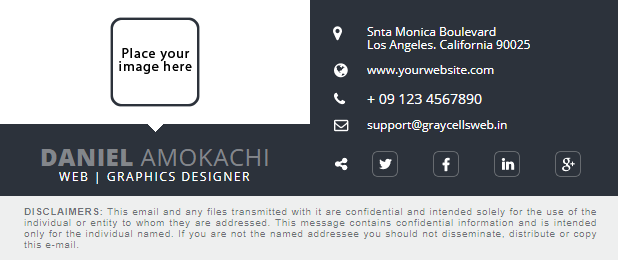 Place your
image here
DANIEL AMOKACHI
WEB | GRAPHICS DESIGNER
Snta Monica Boulevard
Los Angeles. California 90025
www.yourwebsite.com
+ 09 123 4567890
support@graycellsweb.in
f
in
g+
DISCLAIMERS: This email and any files transmitted with it are confidential and intended solely for the use of the
individual or entity to whom they are addressed. This message contains confidential information and is intended
only for the individual named. If you are not the named addressee you should not disseminate, distribute or copy
this e-mail.